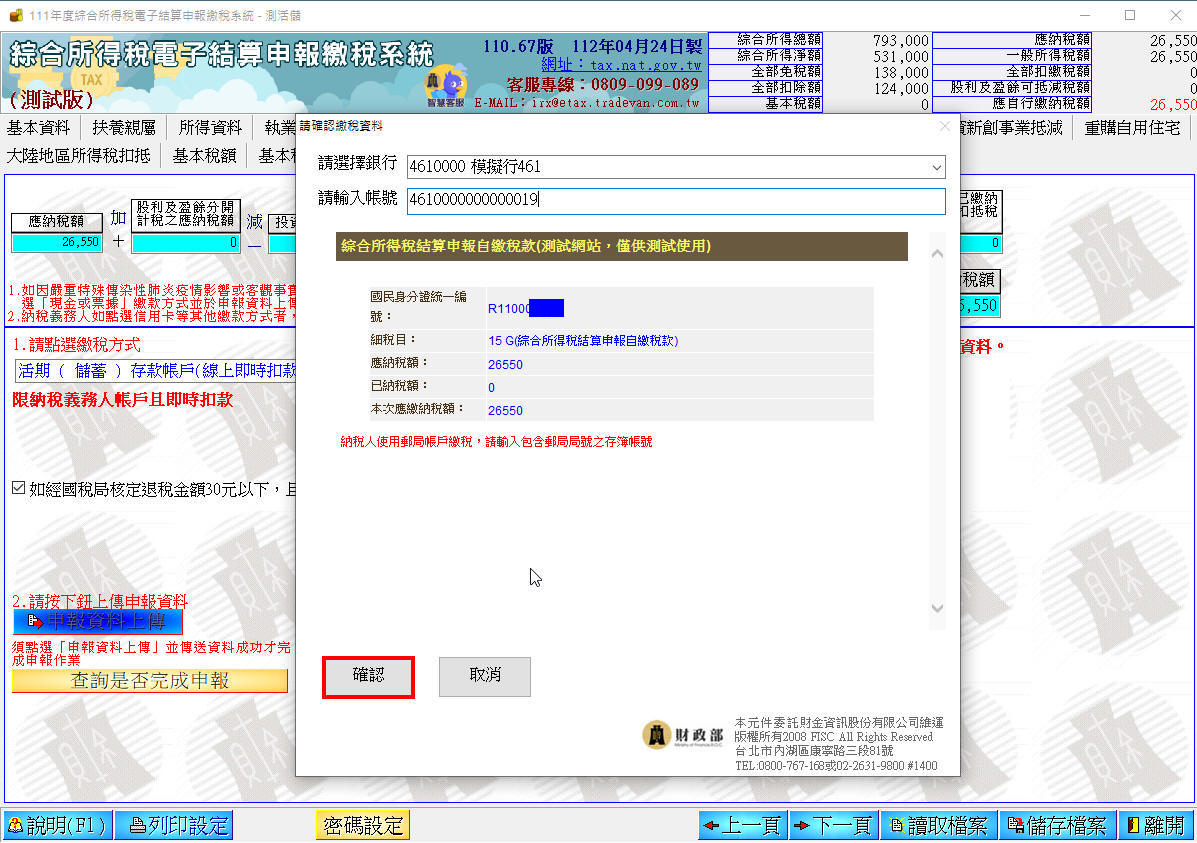 111年度綜合所得稅電子結算申報繳稅系統 - 測活儲
綜合所得稅電子結算申報繳稅系統
TAX
(測試版)
智慧客服
110.67版 112年04月24日製
網址：tax.nat.gov.tw
客服專線：0809-099-089
E-MAIL：irx@etax.tradevan.com.tw
綜合所得總額 793,000 應納稅額 26,550
綜合所得淨額 531,000 一般所得稅額 26,550
全部免稅額 138,000 全部扣繳稅額 0
全部扣除額 124,000 股利及盈餘可抵減稅額 0
基本稅額 0 應自行繳納稅額 26,550
基本資料 扶養親屬 所得資料 執業
資新創事業抵減 重購自用住宅
大陸地區所得稅扣抵 基本稅額 基本
應納稅額
26,550
加
＋
股利及盈餘分開
計稅之應納稅額
0
減
－
投資
已繳納
扣抵稅
0
稅額
6,550
1.如因嚴重特殊傳染性肺炎疫情影響或客觀事實
選「現金或票據」繳款方式並於申報資料上傳
2.納稅義務人如點選信用卡等其他繳款方式者，
1.請點選繳稅方式
活期 ( 儲蓄 ) 存款帳戶(線上即時扣款
限納稅義務人帳戶且即時扣款
資料。
如經國稅局核定退稅金額30元以下，且
2.請按下鈕上傳申報資料
申報資料上傳
須點選「申報資料上傳」並傳送資料成功才完
成申報作業
查詢是否完成申報
請確認繳稅資料
請選擇銀行 4610000 模擬行461
請輸入帳號 4610000000000019
綜合所得稅結算申報自繳稅款(測試網站，僅供測試使用)
國民身分證統一編
號： R11000
細稅目： 15 G(綜合所得稅結算申報自繳稅款)
應納稅額： 26550
已納稅額： 0
本次應繳納稅額： 26550
納稅人使用郵局帳戶繳稅，請輸入包含郵局局號之存簿帳號
確認 取消
財政部
Ministry of Finance,R.O.C.
本元件委託財金資訊股份有限公司維運
版權所有2008 FISC All Rights Reserved
台北市內湖區康寧路三段81號
TEL:0800-767-168或02-2631-9800 #1400
說明(F1) 列印設定 密碼設定 上一頁 下一頁 讀取檔案 儲存檔案 離開